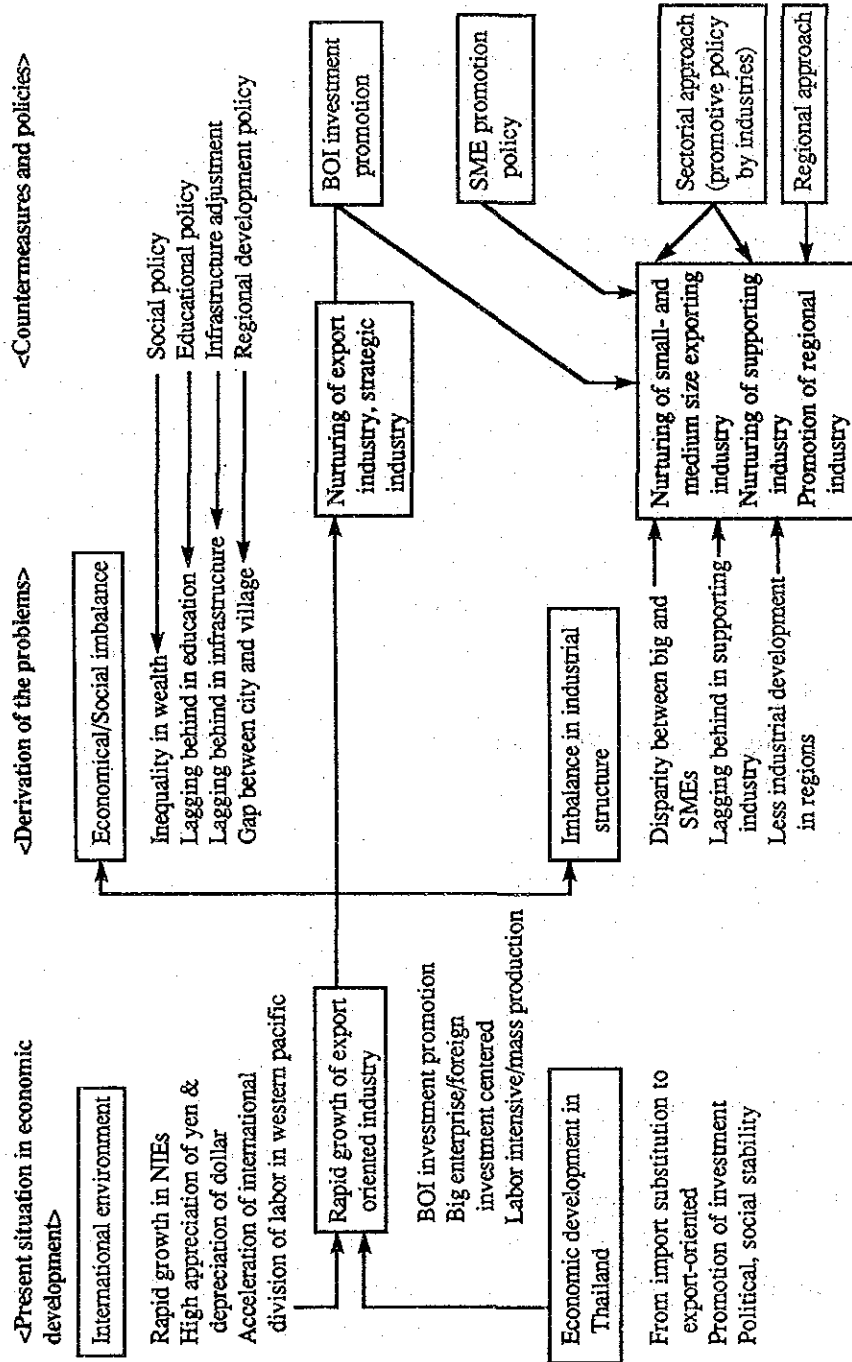 <Present situation in economic
development>
International environment
Rapid growth in NIEs
High appreciation of yen &
depreciation of dollar
Acceleration of international
division of labor in western pacific
Rapid growth of export
oriented industry
BOI investment promotion
Big enterprise/foreign
investment centered
Labor intensive/mass production
Economic development in
Thailand
From import substitution to
export-oriented
Promotion of investment
Political, social stability
<Derivation of the problems>
Economical/Social imbalance
Inequality in wealth
Lagging behind in education
Lagging behind in infrastructure
Gap between city and village
Imbalance in industrial
structure
Disparity between big and
SMEs
Lagging behind in supporting
industry
Less industrial development
in regions
<Countermeasures and policies>
Social policy
Educational policy
Infrastructure adjustment
Regional development policy
Nurturing of export
industry, strategic
industry
BOI investment
promotion
SME promotion
policy
Nurturing of small- and
medium size exporting
industry
Nurturing of supporting
industry
Promotion of regional
industry
Sectorial approach
(promotive policy
by industries)
Regional approach